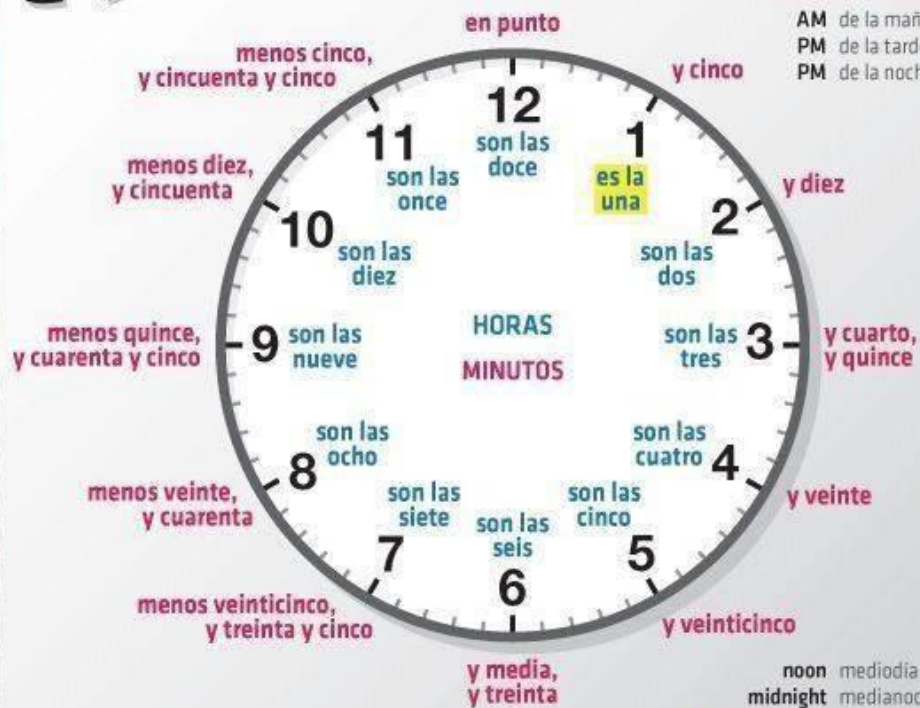 en punto
AM de la mañ
PM de la tard
PM de la noch
menos cinco,
y cincuenta y cinco
y cinco
menos diez,
y cincuenta
y diez
menos quince,
y cuarenta y cinco
y cuarto,
y quince
menos veinte,
y cuarenta
y veinte
menos veinticinco,
y treinta y cinco
y veinticinco
y media,
y treinta
12
son las
doce
1
es la
una
2
son las
dos
3
son las
tres
4
son las
cuatro
5
son las
cinco
6
son las
seis
7
son las
siete
8
son las
ocho
9
son las
nueve
10
son las
diez
11
son las
once
HORAS
MINUTOS
noon mediodía
midnight medianoc